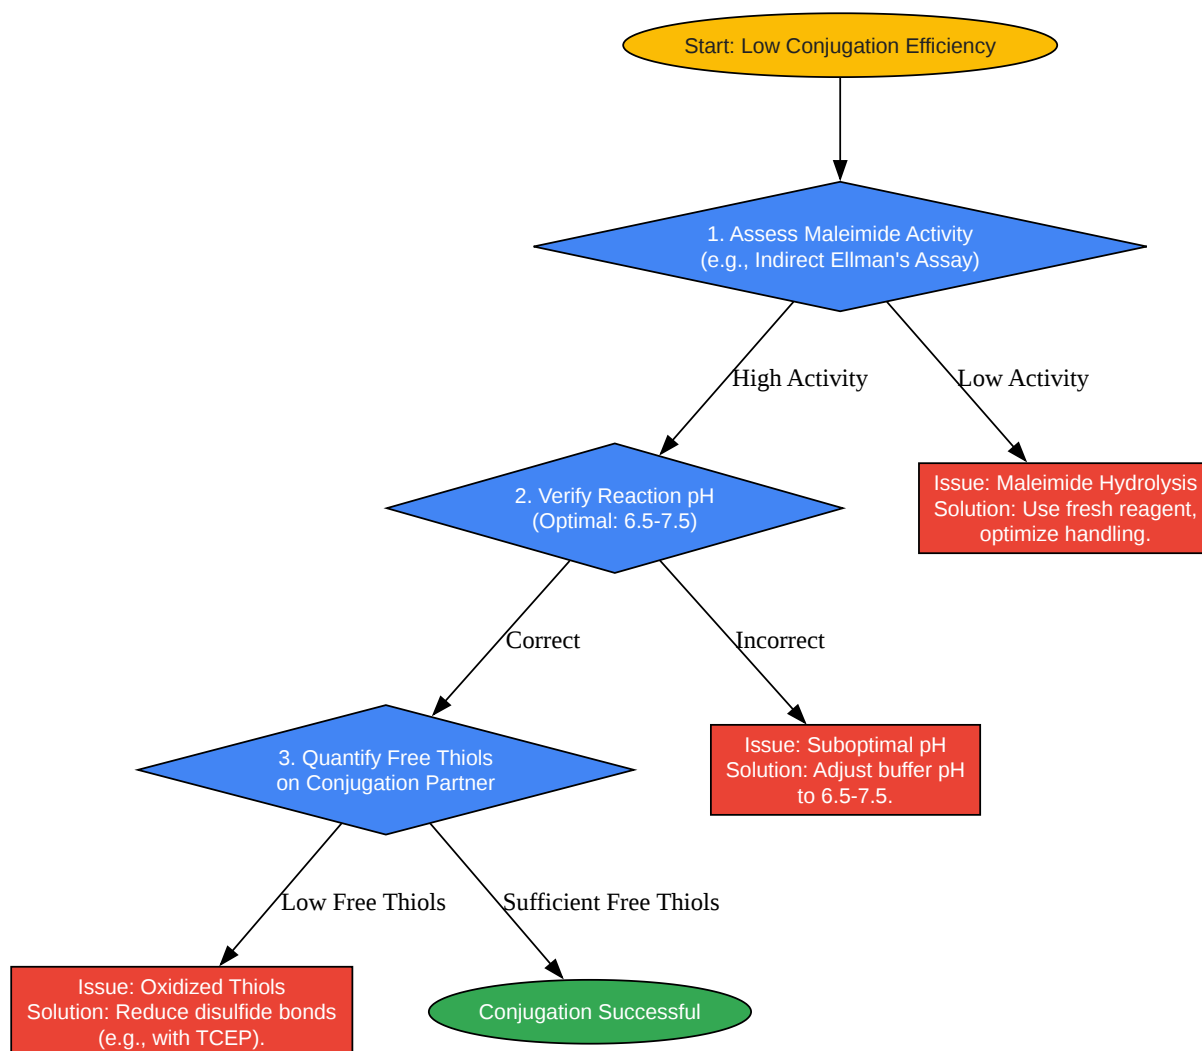 Start: Low Conjugation Efficiency
1. Assess Maleimide Activity
(e.g., Indirect Ellman's Assay)
High Activity
Low Activity
2. Verify Reaction pH
(Optimal: 6.5-7.5)
Issue: Maleimide Hydrolysis
Solution: Use fresh reagent,
optimize handling.
Correct
Incorrect
3. Quantify Free Thiols
on Conjugation Partner
Issue: Suboptimal pH
Solution: Adjust buffer pH
to 6.5-7.5.
Low Free Thiols
Sufficient Free Thiols
Issue: Oxidized Thiols
Solution: Reduce disulfide bonds
(e.g., with TCEP).
Conjugation Successful